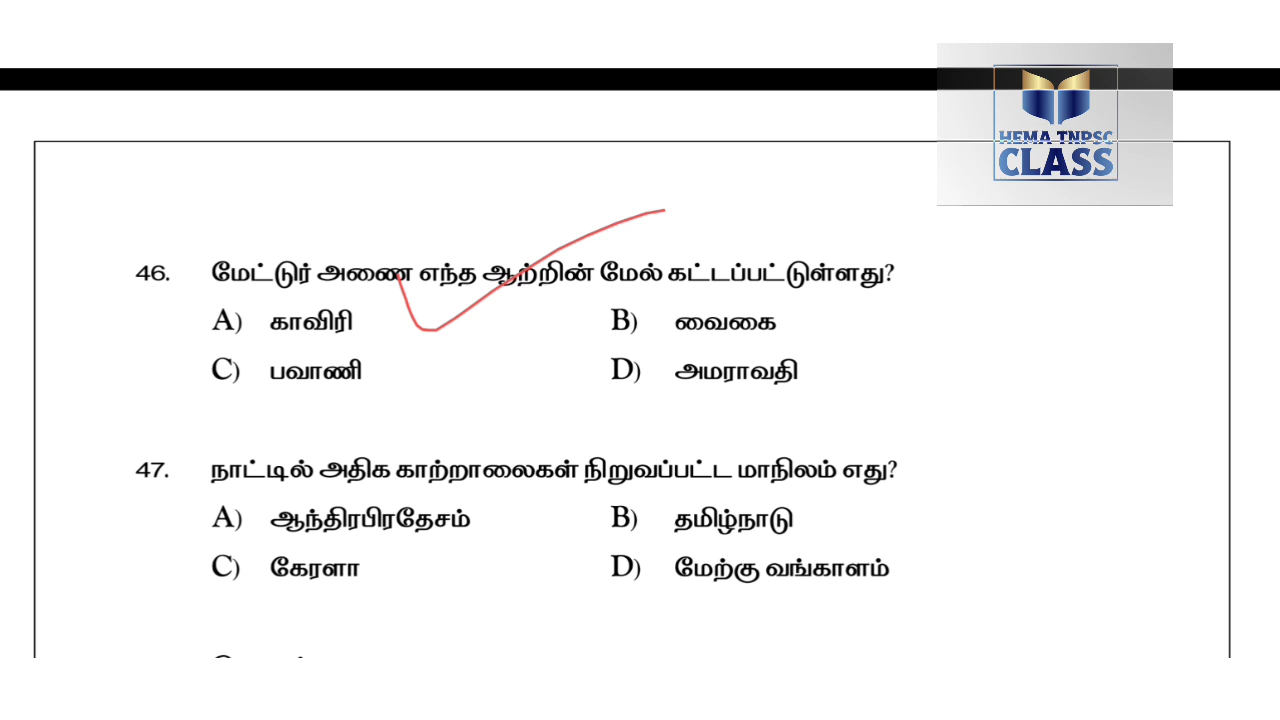 HEMA TNPSC
CLASS
46. மேட்டுர் அணை எந்த ஆற்றின் மேல் கட்டப்பட்டுள்ளது?
A) காவிரி B) வைகை
C) பவாணி D) அமராவதி
47. நாட்டில் அதிக காற்றாலைகள் நிறுவப்பட்ட மாநிலம் எது?
A) ஆந்திரபிரதேசம் B) தமிழ்நாடு
C) கேரளா D) மேற்கு வங்காளம்